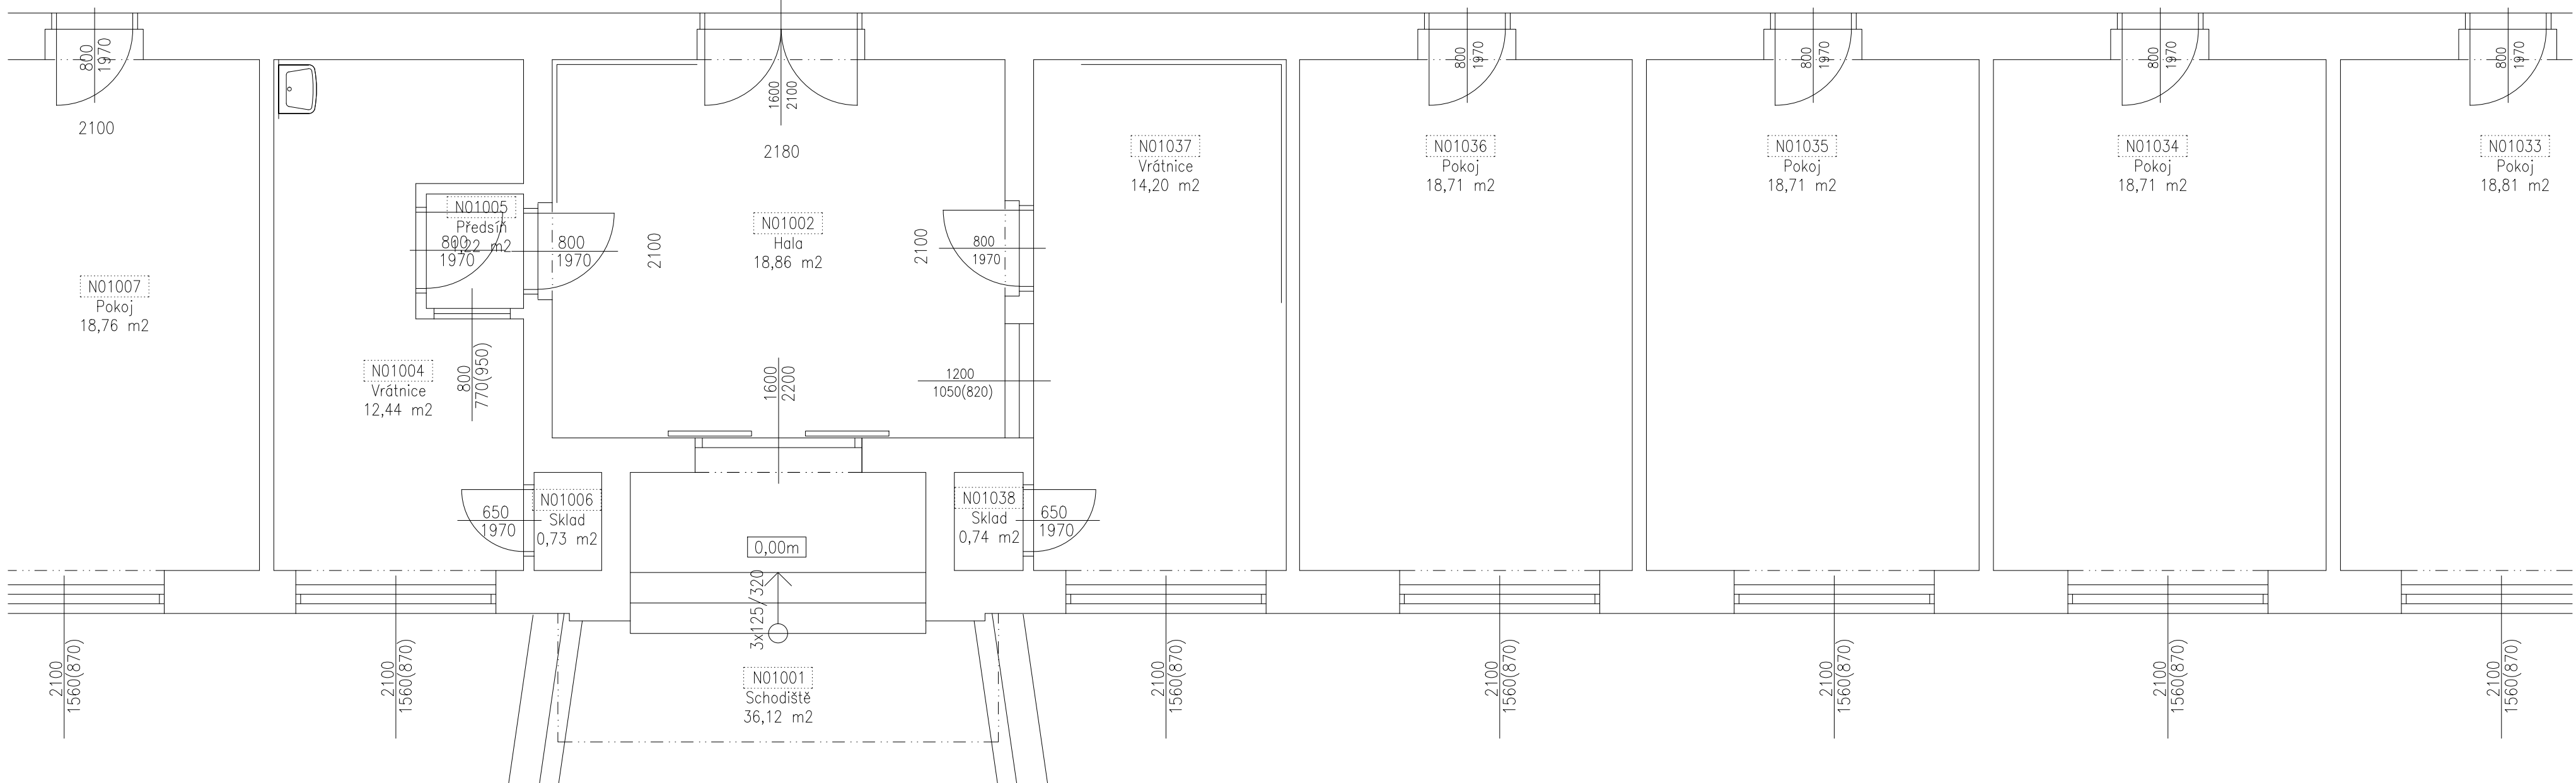 800
1970
2100
N01007
Pokoj
18,76 m2
2100
1560(870)
N01004
Vrátnice
12,44 m2
2100
1560(870)
N01005
Předsíň
1,22 m2
800
1970
800
1970
800
770(950)
N01006
Sklad
0,73 m2
650
1970
1600
2100
2180
N01002
Hala
18,86 m2
2100
2100
800
1970
1200
1050(820)
1600
2200
0,00m
3x125/320
N01001
Schodiště
36,12 m2
N01038
Sklad
0,74 m2
650
1970
N01037
Vrátnice
14,20 m2
2100
1560(870)
800
1970
N01036
Pokoj
18,71 m2
2100
1560(870)
800
1970
N01035
Pokoj
18,71 m2
2100
1560(870)
800
1970
N01034
Pokoj
18,71 m2
2100
1560(870)
800
1970
N01033
Pokoj
18,81 m2
2100
1560(870)